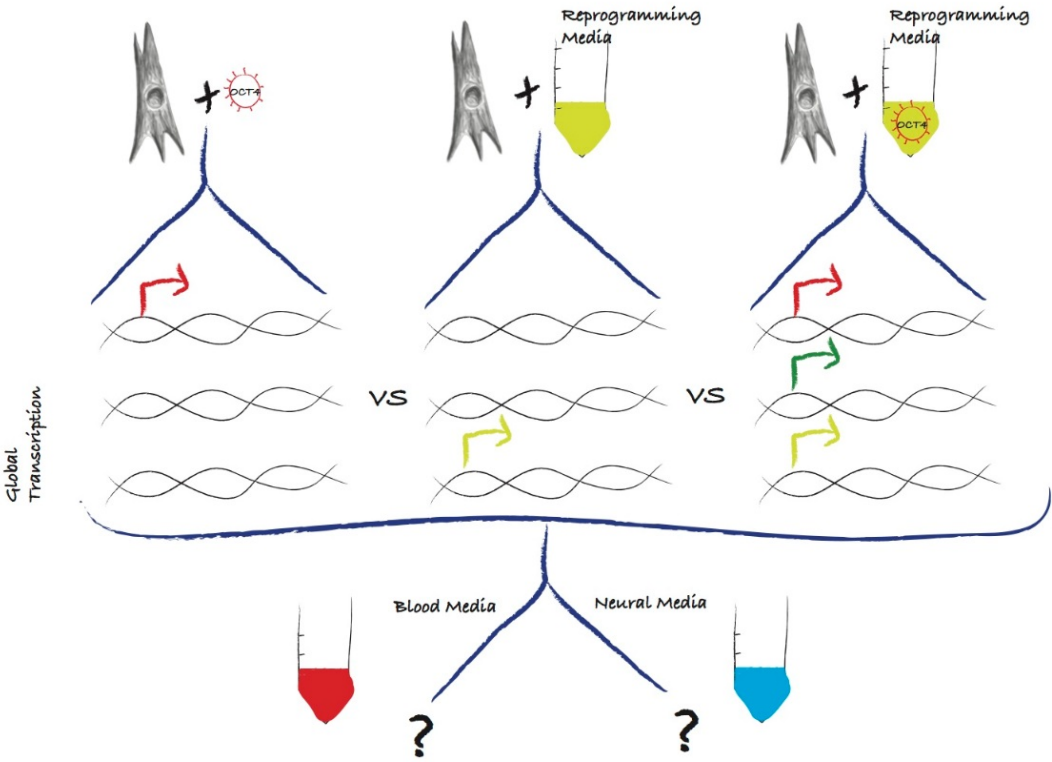 Reprogramming
Media
Reprogramming
Media
+
OCT4
+
+
OCT4
VS
VS
Global
Transcription
Blood Media
Neural Media
?
?